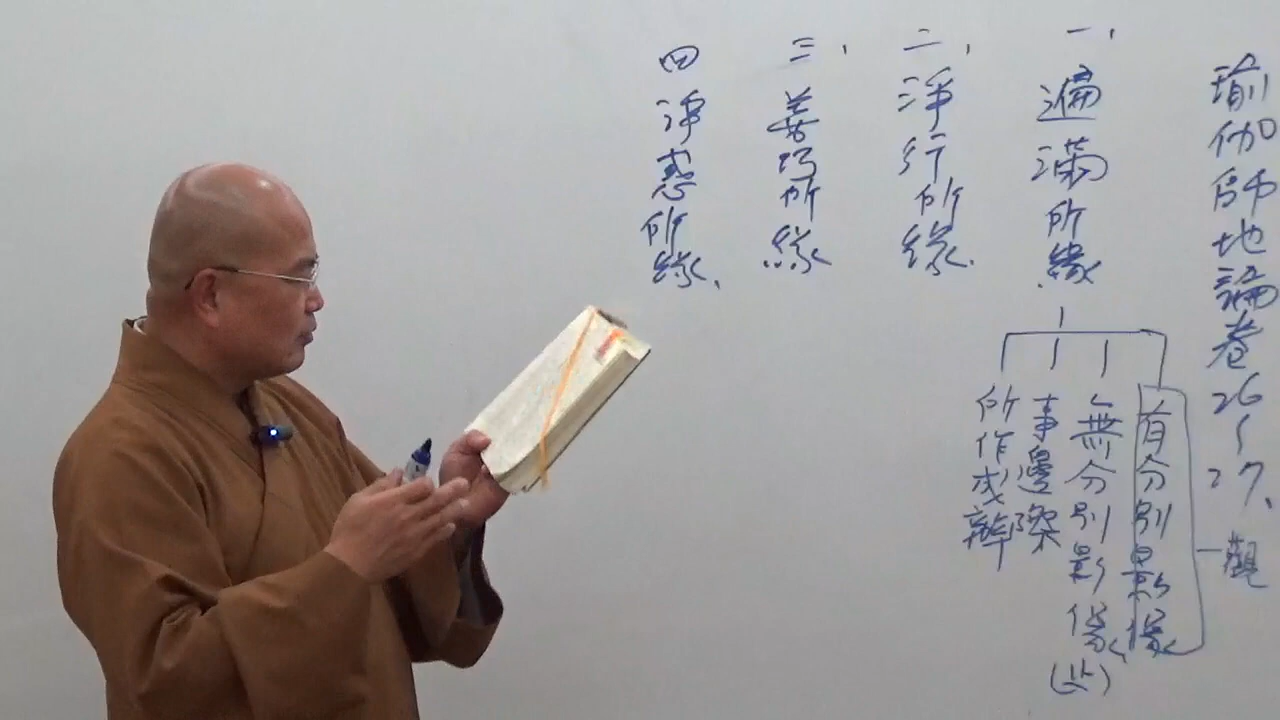 瑜伽師地論卷26~27、
一、遍滿所緣
有分別影像
觀
無分別影像(止)
事邊際
所作成辦
二、淨行所緣.
三、善巧所緣
四淨惑所緣、